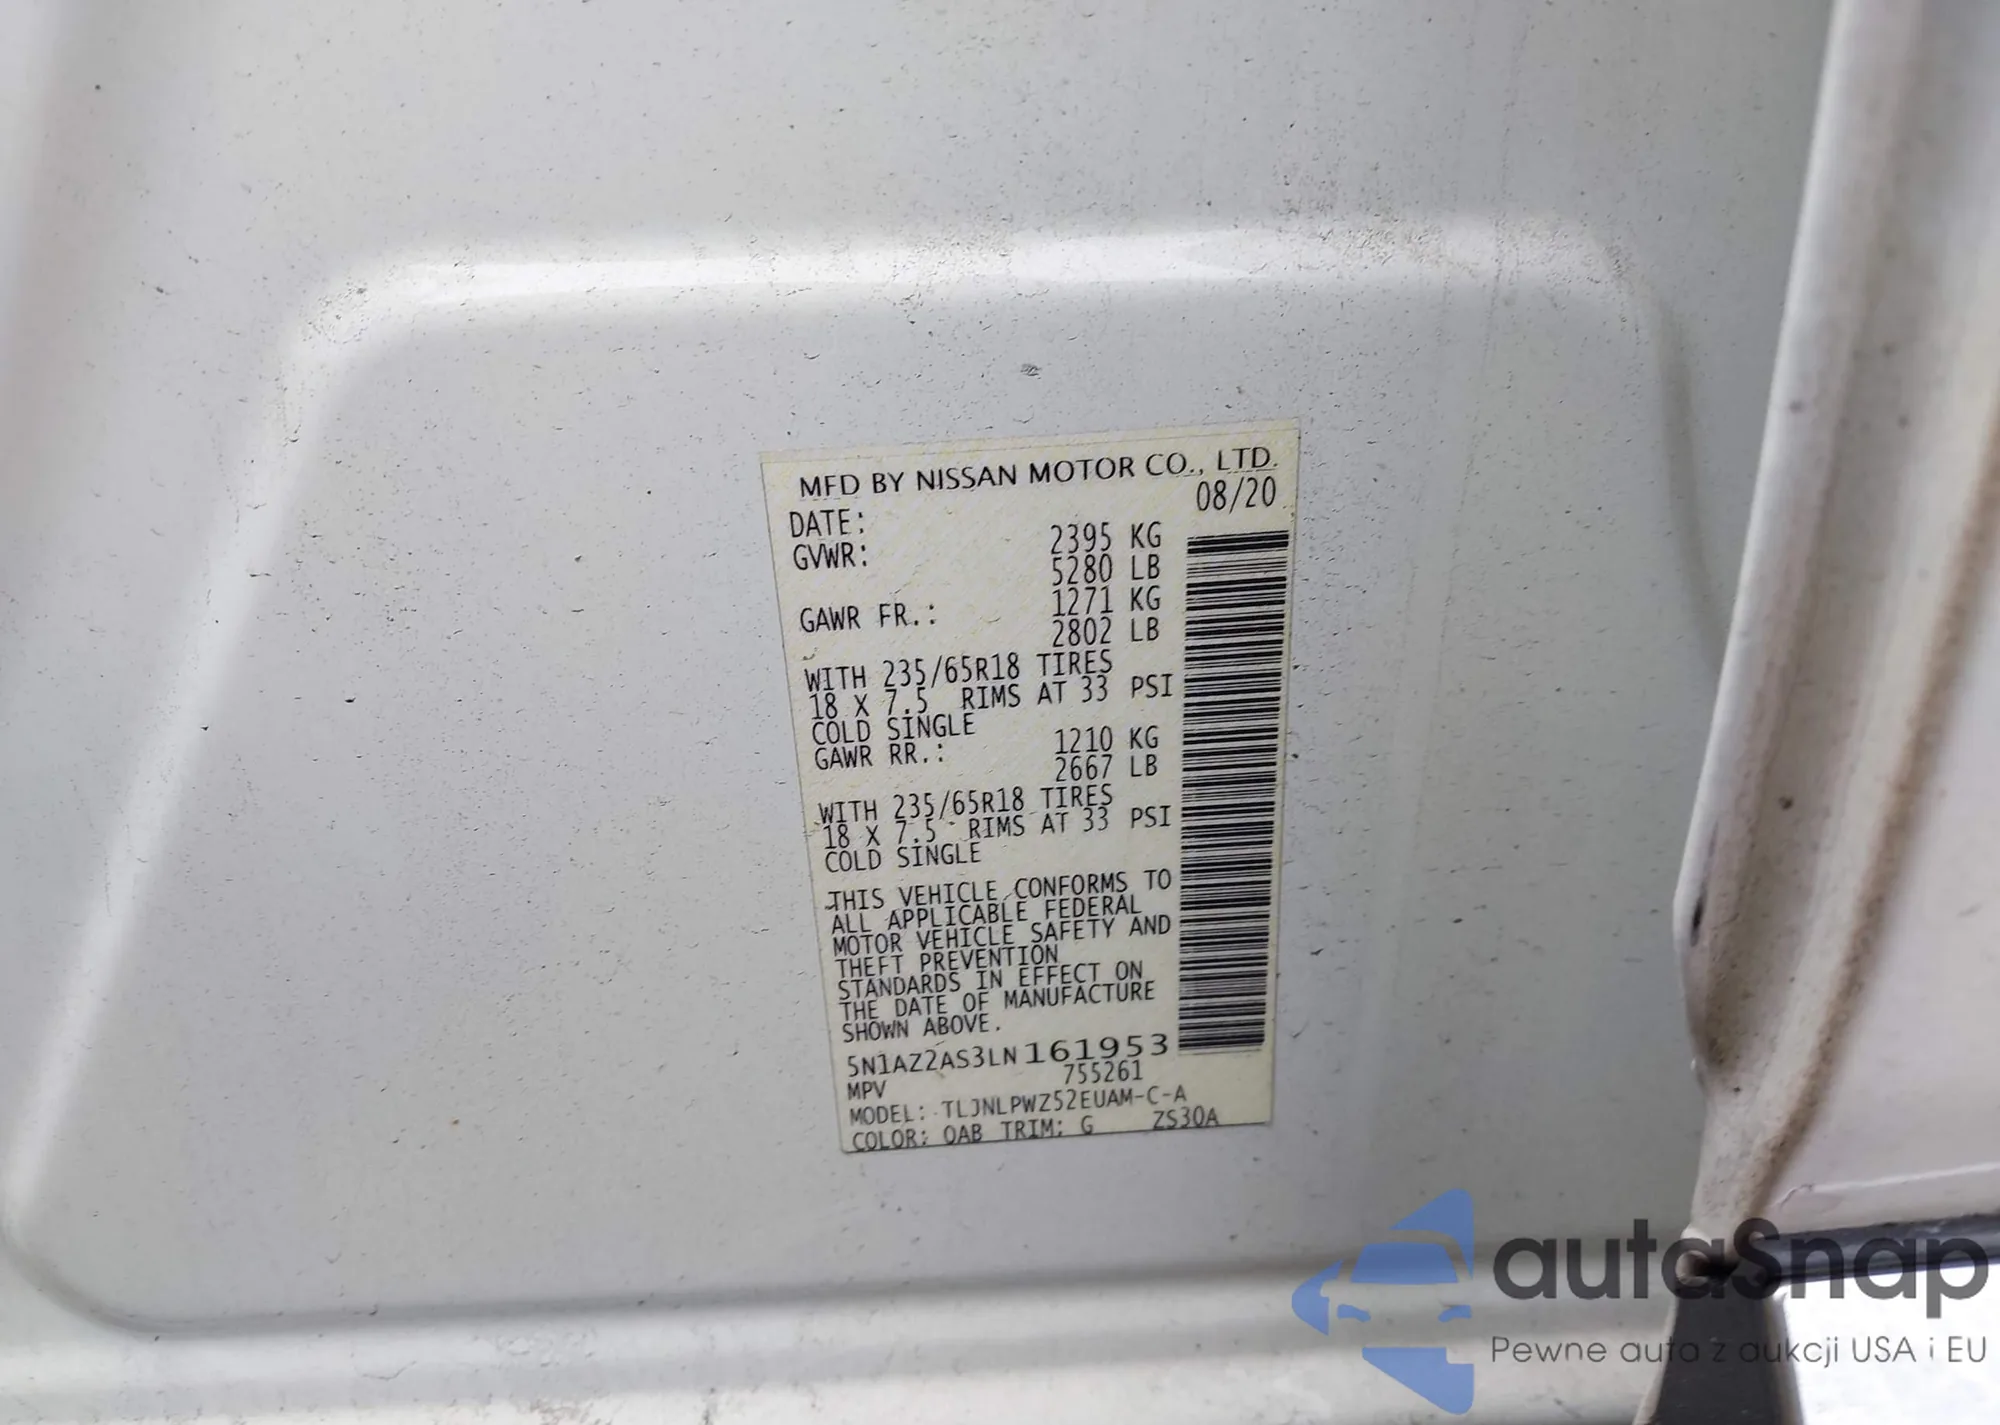 MFD BY NISSAN MOTOR CO., LTD.
DATE: 08/20
GVWR: 2395 KG
5280 LB
GAWR FR.: 1271 KG
2802 LB
WITH 235/65R18 TIRES
18 X 7.5 RIMS AT 33 PSI
COLD SINGLE
GAWR RR.: 1210 KG
2667 LB
WITH 235/65R18 TIRES
18 X 7.5 RIMS AT 33 PSI
COLD SINGLE
THIS VEHICLE CONFORMS TO
ALL APPLICABLE FEDERAL
MOTOR VEHICLE SAFETY AND
THEFT PREVENTION
STANDARDS IN EFFECT ON
THE DATE OF MANUFACTURE
SHOWN ABOVE.
5N1AZ2AS3LN161953
MPV 755261
MODEL: TLJNLPWZ52EUAM-C-A
COLOR: QAB TRIM: G ZS30A
autaSnap
Pewne auta z aukcji USA i EU